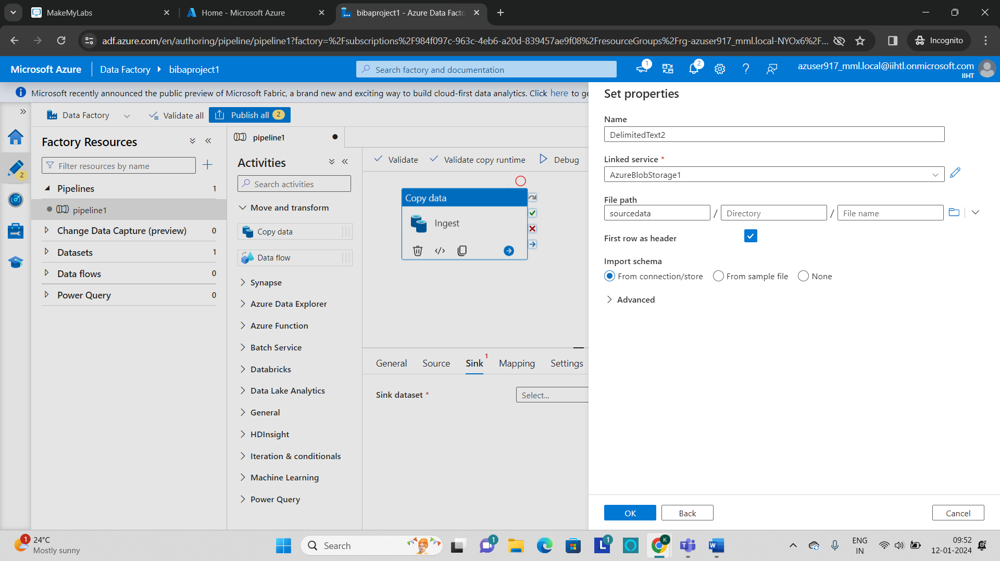 MakeMyLabs
Home - Microsoft Azure
bibaproject1 - Azure Data Facto
adf.azure.com/en/authoring/pipeline/pipeline1?factory=%2Fsubscriptions%2F984f097c-963c-4eb6-a20d-839457ae9f08%2FresourceGroups%2Frg-azuser917_mml.local-NYOx6%2F...
Incognito
Microsoft Azure
Data Factory
bibaproject1
Search factory and documentation
1
2
azuser917_mml.local@iihtl.onmicrosoft.com
IIHT
Microsoft recently announced the public preview of Microsoft Fabric, a brand new and exciting way to build cloud-first data analytics. Click here to ge
Data Factory
Validate all
Publish all 2
2
Factory Resources
Filter resources by name
Pipelines 1
pipeline1
Change Data Capture (preview) 0
Datasets 1
Data flows 0
Power Query 0
pipeline1
Activities
Search activities
Move and transform
Copy data
Data flow
Synapse
Azure Data Explorer
Azure Function
Batch Service
Databricks
Data Lake Analytics
General
HDInsight
Iteration & conditionals
Machine Learning
Power Query
Validate
Validate copy runtime
Debug
Copy data
Ingest
General
Source
Sink 1
Mapping
Settings
Sink dataset *
Select...
Set properties
Name
DelimitedText2
Linked service *
AzureBlobStorage1
File path
sourcedata / Directory / File name
First row as header
Import schema
From connection/store
From sample file
None
Advanced
OK
Back
Cancel
1
24°C
Mostly sunny
Search
1
L 1
K
T
W
ENG
IN
09:52
12-01-2024